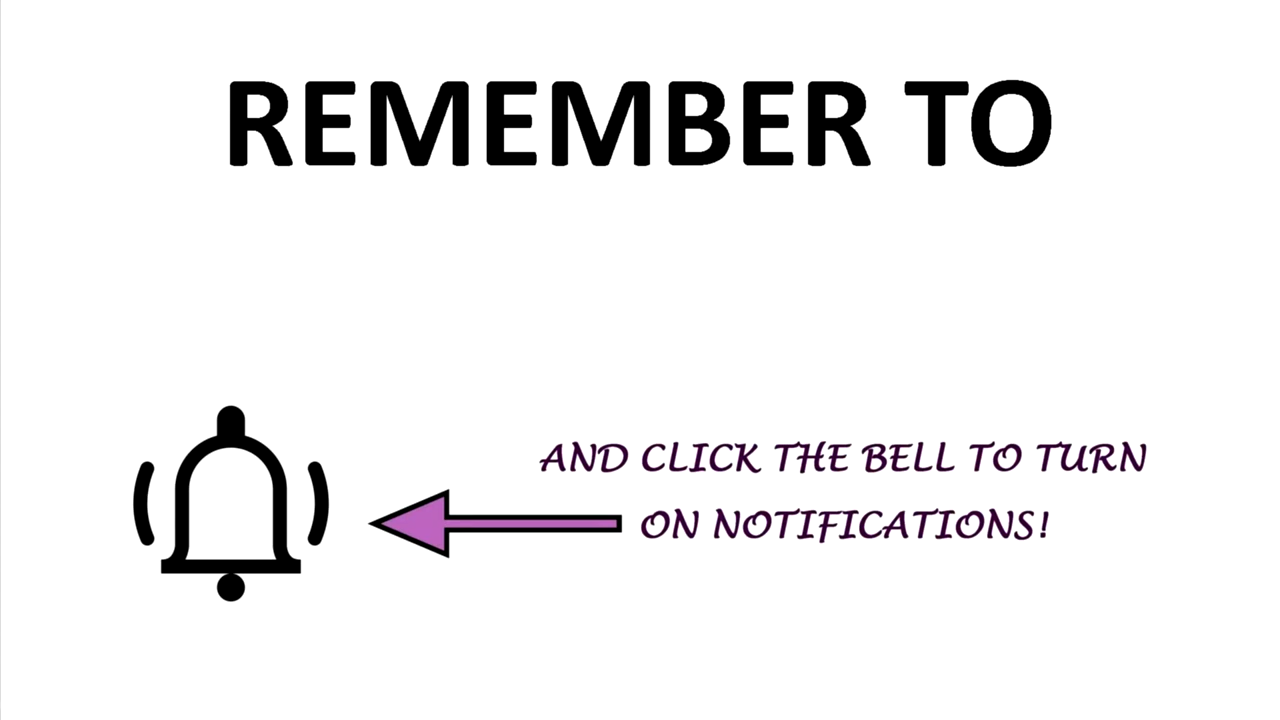 REMEMBER TO
AND CLICK THE BELL TO TURN
ON NOTIFICATIONS!